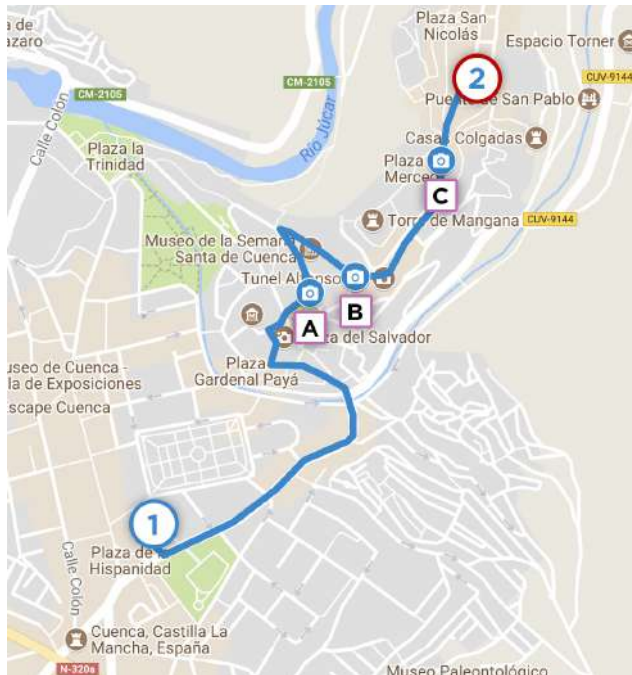 Plaza San
Nicolás
Espacio Torner
CM-2105
CM-2105
CUV-9144
2
Puente de San Pablo
Calle Colón
Río Júcar
Casas Colgadas
Plaza la
Trinidad
Plaza
Merced
C
Torre de Mangana
CUV-9144
Museo de la Semana
Santa de Cuenca
Tunel Alfonso
A
B
del Salvador
Plaza
Gardenal Payá
useo de Cuenca -
la de Exposiciones
scape Cuenca
1
Plaza de la
Hispanidad
Calle Colón
Cuenca, Castilla La
Mancha, España
N-320a
Museo Paleontológico